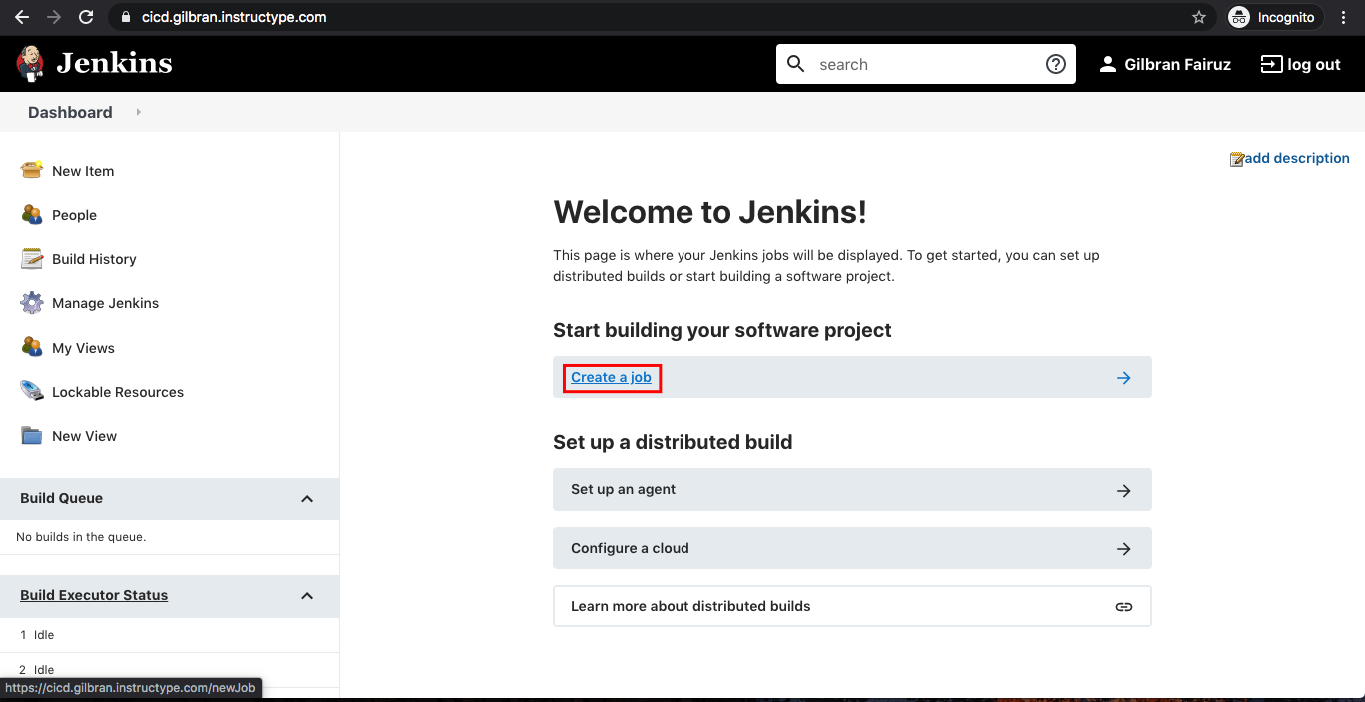 cicd.gilbran.instructype.com
Incognito
Jenkins
search
Gilbran Fairuz
log out
Dashboard
New Item
People
Build History
Manage Jenkins
My Views
Lockable Resources
New View
Build Queue
No builds in the queue.
Build Executor Status
1 Idle
2 Idle
https://cicd.gilbran.instructype.com/newJob
add description
Welcome to Jenkins!
This page is where your Jenkins jobs will be displayed. To get started, you can set up
distributed builds or start building a software project.
Start building your software project
Create a job
Set up a distributed build
Set up an agent
Configure a cloud
Learn more about distributed builds